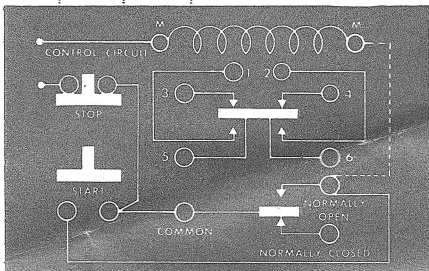 M M
CONTROL CIRCUIT
1 2
3 4
STOP
5 6
START
COMMON
NORMALLY OPEN
NORMALLY CLOSED